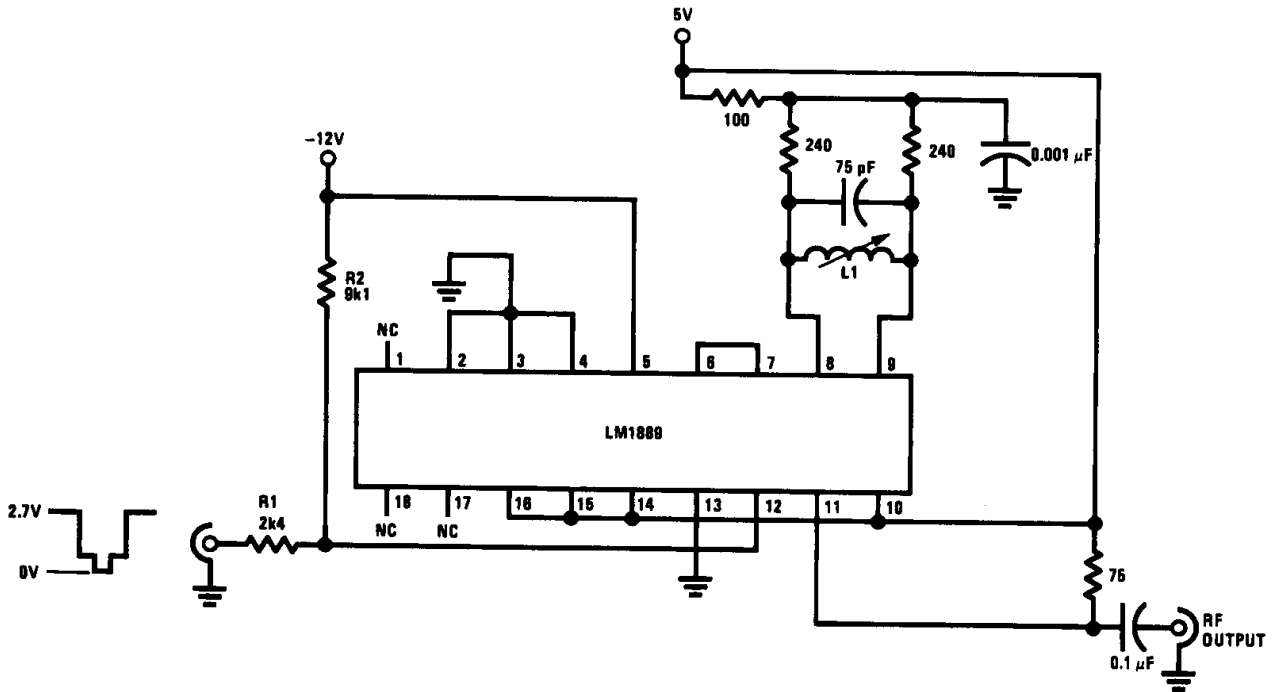 5V
100
240
240
0.001 μF
75 pF
L1
-12V
R2
9k1
NC
1
2
3
4
5
6
7
8
9
LM1889
18
17
16
15
14
13
12
11
10
NC
NC
2.7V
0V
R1
2k4
75
0.1 μF
RF
OUTPUT